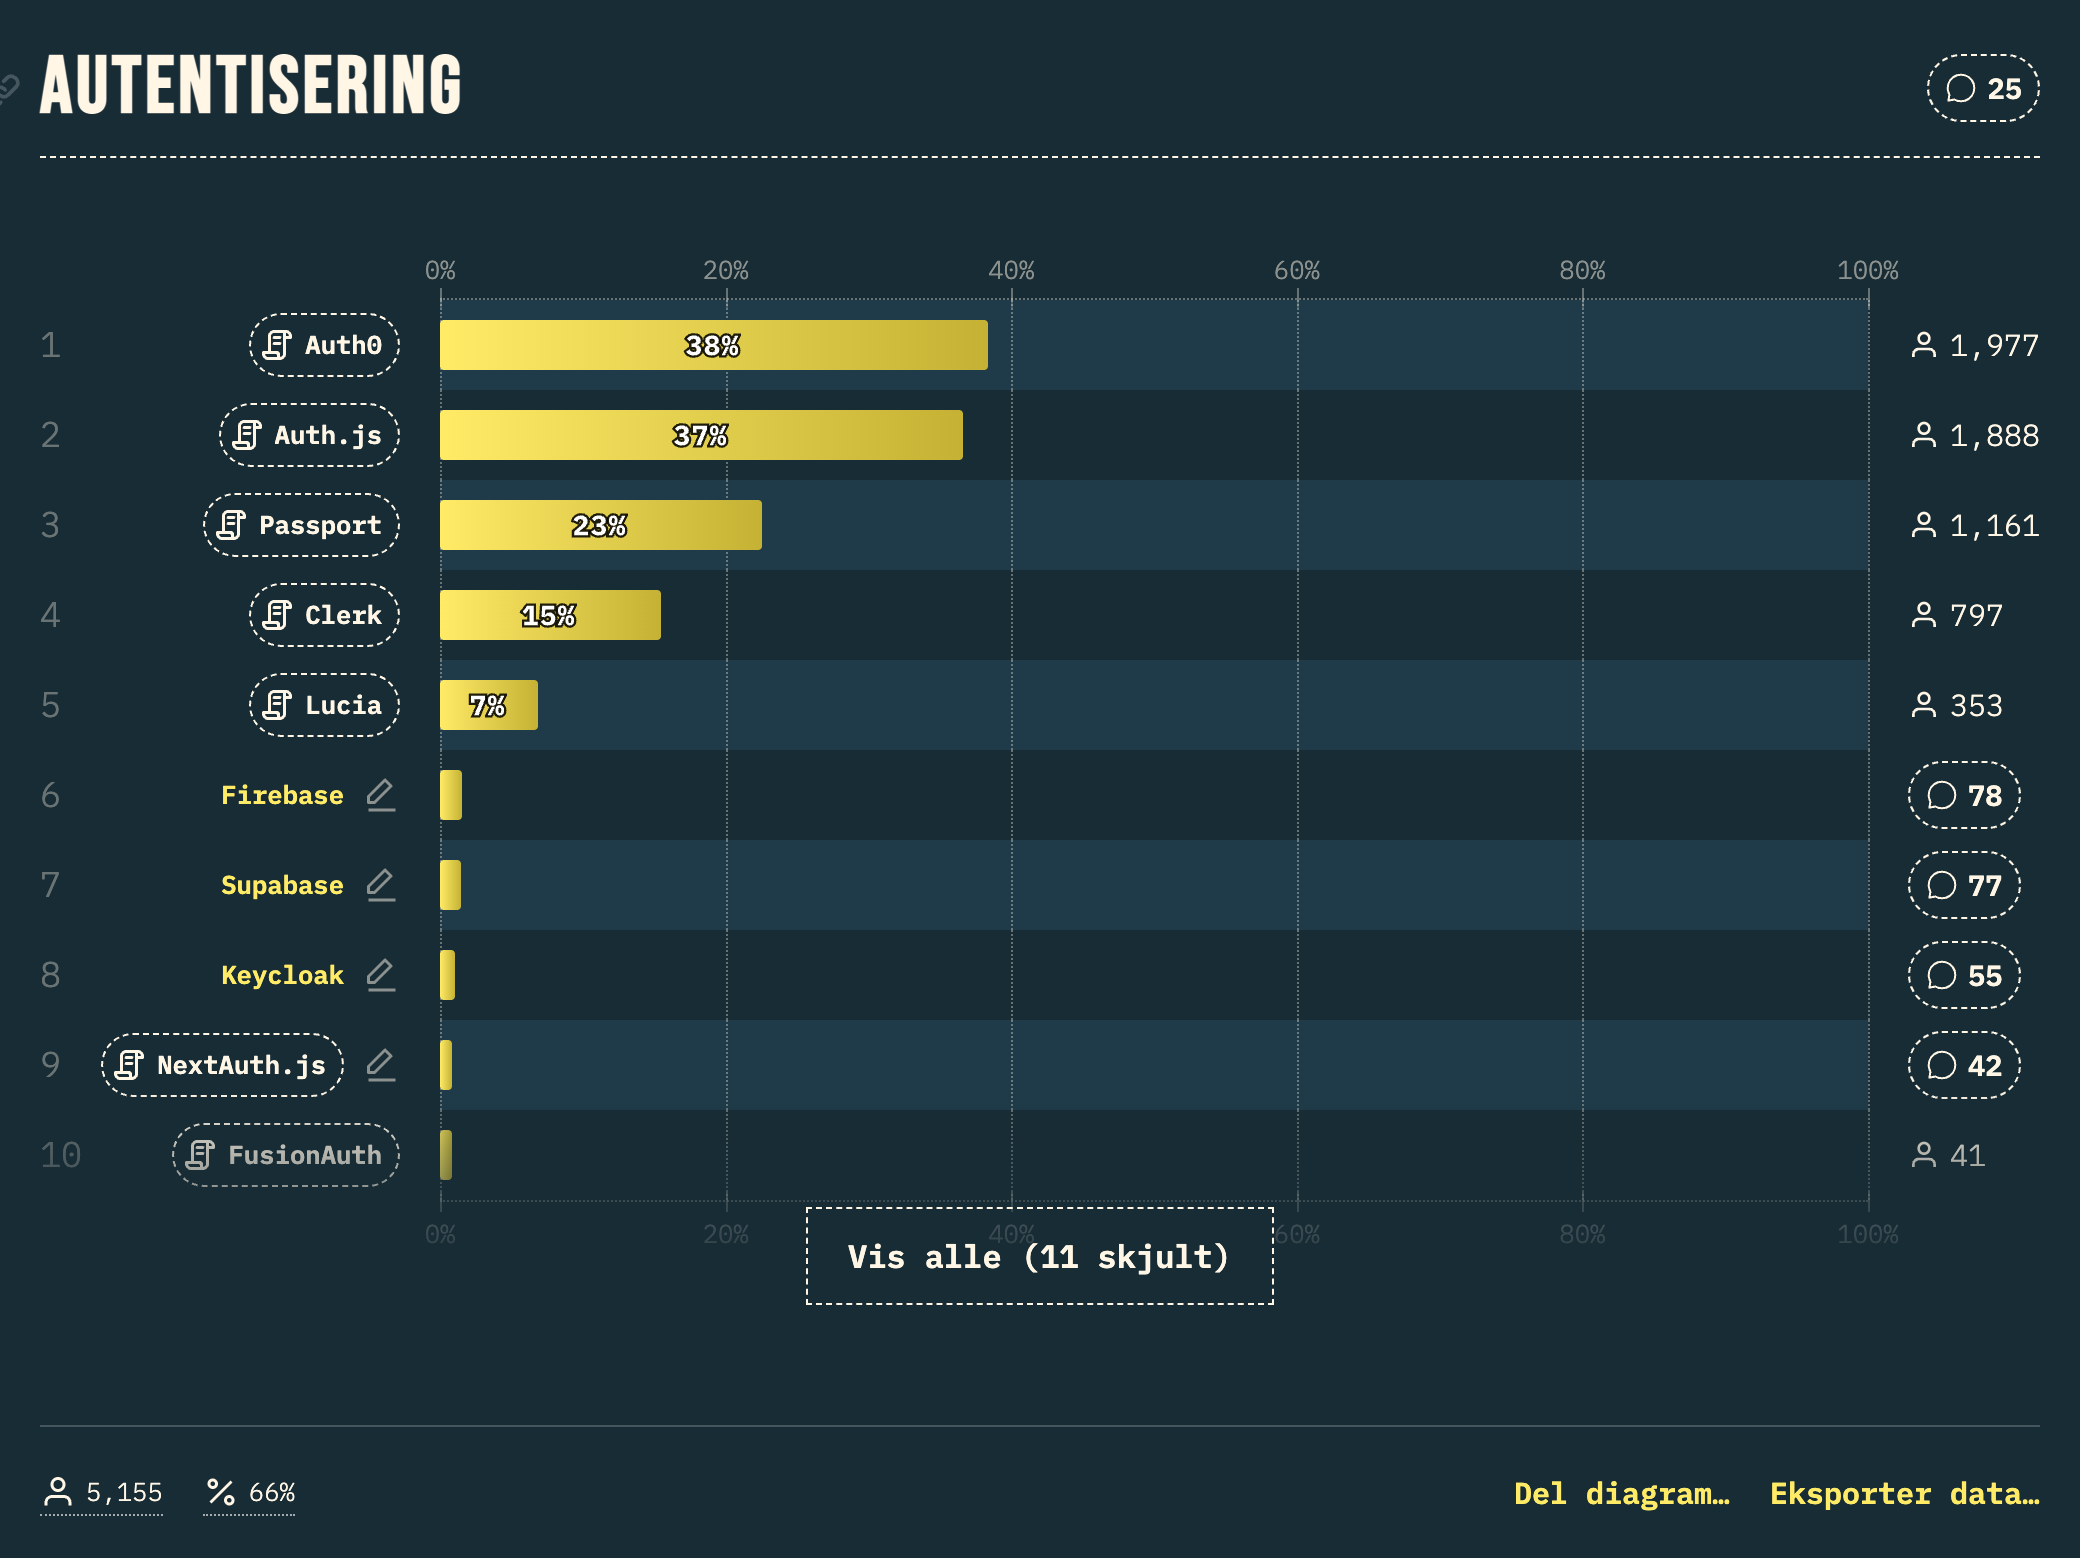 AUTENTISERING
25
0% 20% 40% 60% 80% 100%
1 Auth0 38% 1,977
2 Auth.js 37% 1,888
3 Passport 23% 1,161
4 Clerk 15% 797
5 Lucia 7% 353
6 Firebase 78
7 Supabase 77
8 Keycloak 55
9 NextAuth.js 42
10 FusionAuth 41
0% 20% 40% 60% 80% 100%
Vis alle (11 skjult)
5,155 66% Del diagram… Eksporter data…